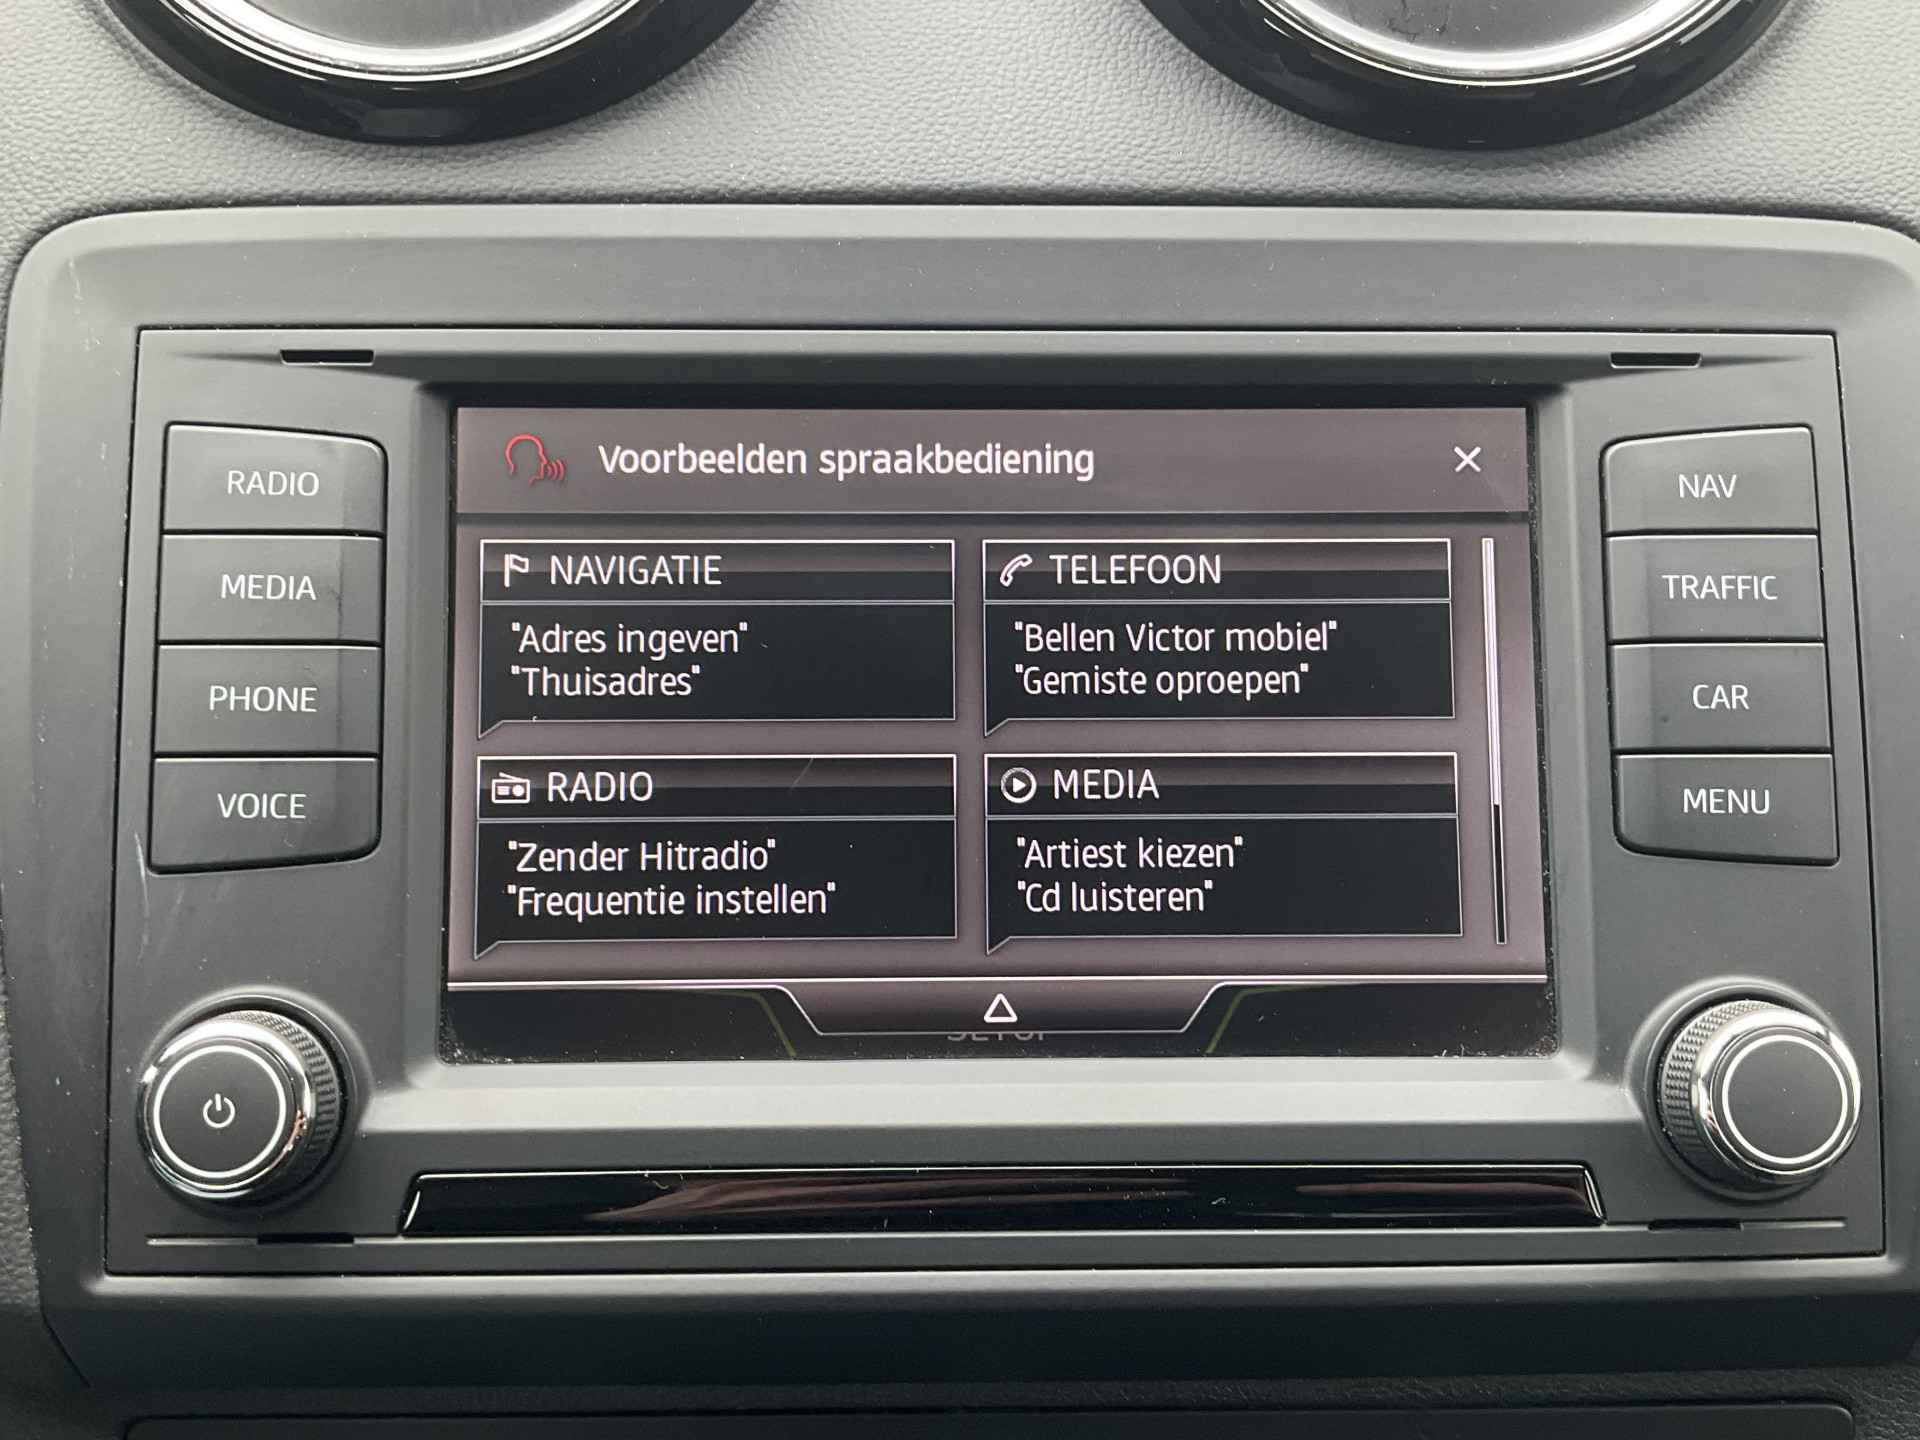 RADIO
MEDIA
PHONE
VOICE
Voorbeelden spraakbediening
NAVIGATIE
"Adres ingeven"
"Thuisadres"
TELEFOON
"Bellen Victor mobiel"
"Gemiste oproepen"
RADIO
"Zender Hitradio"
"Frequentie instellen"
MEDIA
"Artiest kiezen"
"Cd luisteren"
SETUP
NAV
TRAFFIC
CAR
MENU